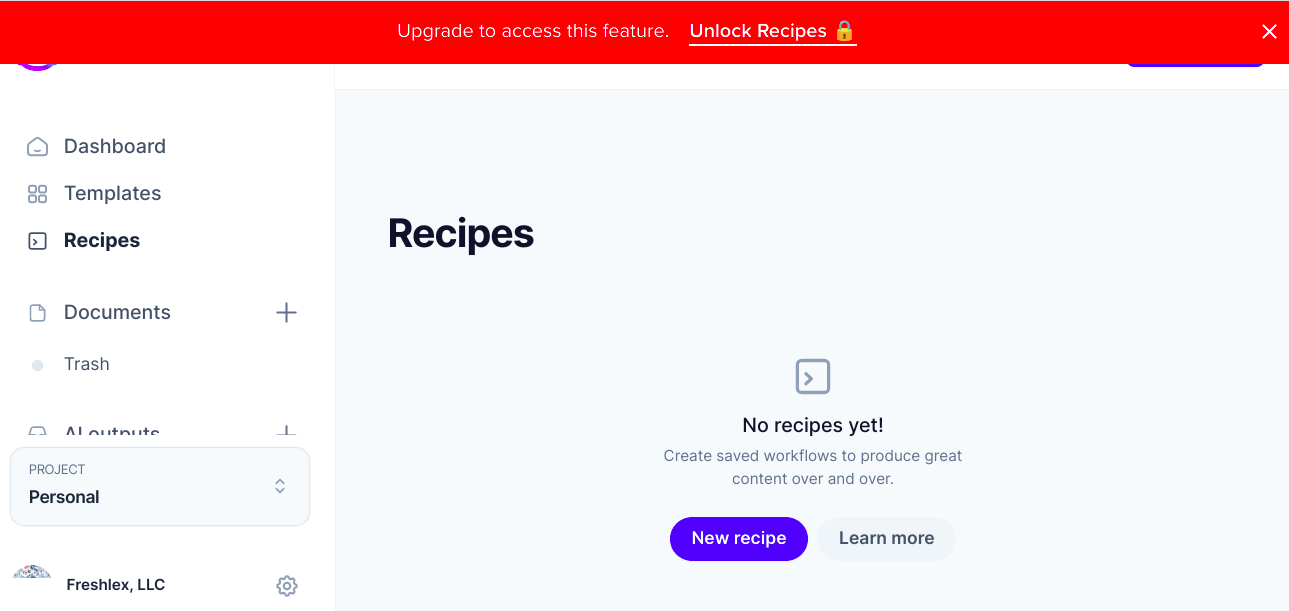 Upgrade to access this feature. Unlock Recipes 🔒
Dashboard
Templates
Recipes
Documents
Trash
AI outputs
PROJECT
Personal
Freshlex, LLC
Recipes
No recipes yet!
Create saved workflows to produce great
content over and over.
New recipe Learn more